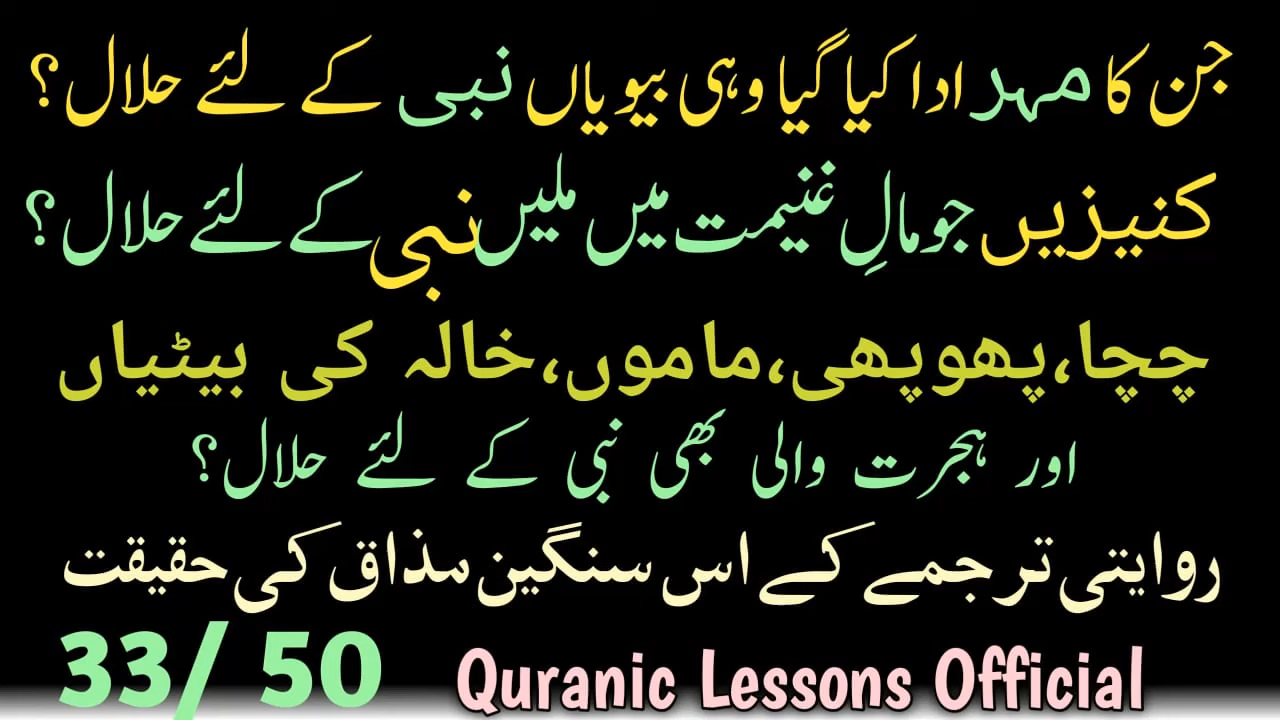 جن کا مہر ادا کیا گیا وہی بیویاں نبی کے لئے حلال؟
کنیزیں جو مالِ غنیمت میں ملیں نبی کے لئے حلال؟
چچا،پھوپھی،ماموں،خالہ کی بیٹیاں
اور ہجرت والی بھی نبی کے لئے حلال؟
روایتی ترجمے کے اس سنگین مذاق کی حقیقت
33/ 50 Quranic Lessons Official